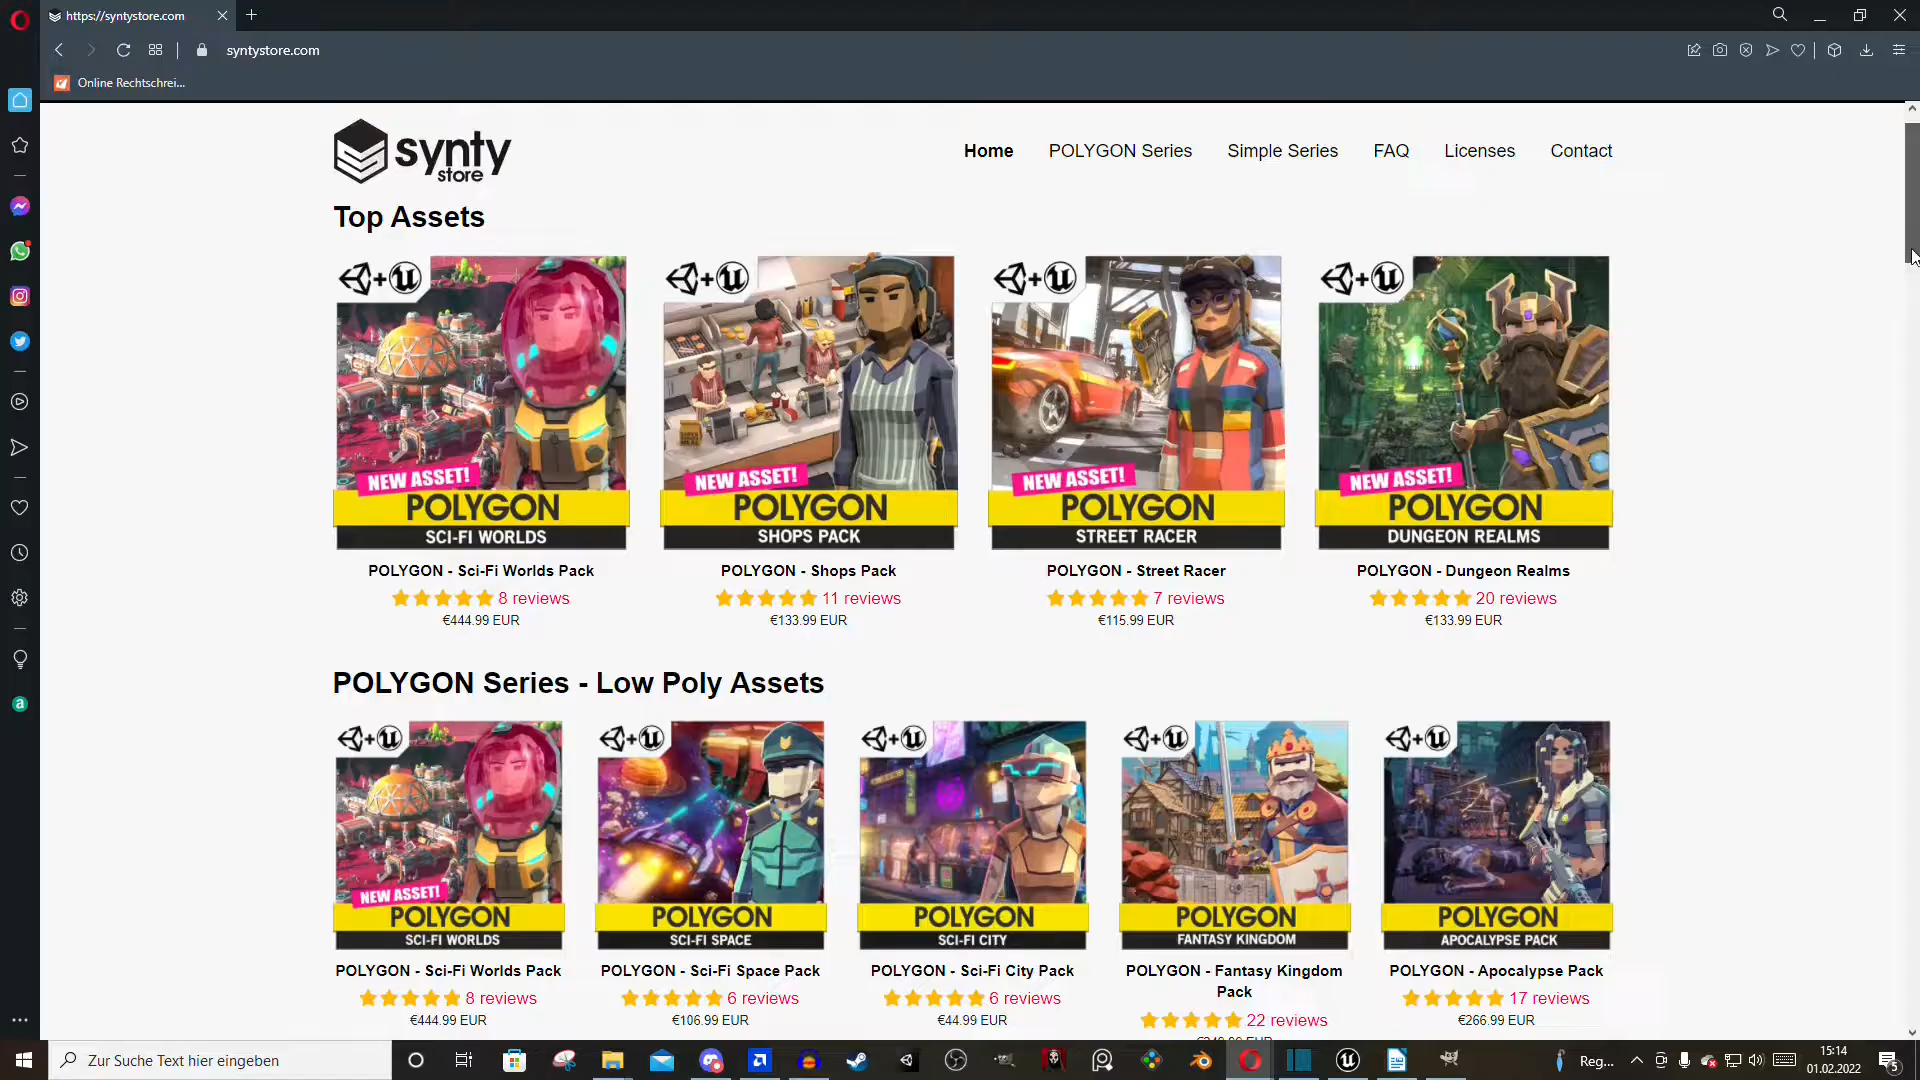 https://syntystore.com
syntystore.com
Online Rechtschrei...
synty
store
Home POLYGON Series Simple Series FAQ Licenses Contact
Top Assets
NEW ASSET! NEW ASSET! NEW ASSET! NEW ASSET!
POLYGON POLYGON POLYGON POLYGON
SCI-FI WORLDS SHOPS PACK STREET RACER DUNGEON REALMS
POLYGON - Sci-Fi Worlds Pack POLYGON - Shops Pack POLYGON - Street Racer POLYGON - Dungeon Realms
8 reviews 11 reviews 7 reviews 20 reviews
€444.99 EUR €133.99 EUR €115.99 EUR €133.99 EUR
POLYGON Series - Low Poly Assets
NEW ASSET!
POLYGON POLYGON POLYGON POLYGON POLYGON
SCI-FI WORLDS SCI-FI SPACE SCI-FI CITY FANTASY KINGDOM APOCALYPSE PACK
POLYGON - Sci-Fi Worlds Pack POLYGON - Sci-Fi Space Pack POLYGON - Sci-Fi City Pack POLYGON - Fantasy Kingdom POLYGON - Apocalypse Pack
Pack
8 reviews 6 reviews 6 reviews 22 reviews 17 reviews
€444.99 EUR €106.99 EUR €44.99 EUR €266.99 EUR
Zur Suche Text hier eingeben
Reg...
15:14
01.02.2022
5